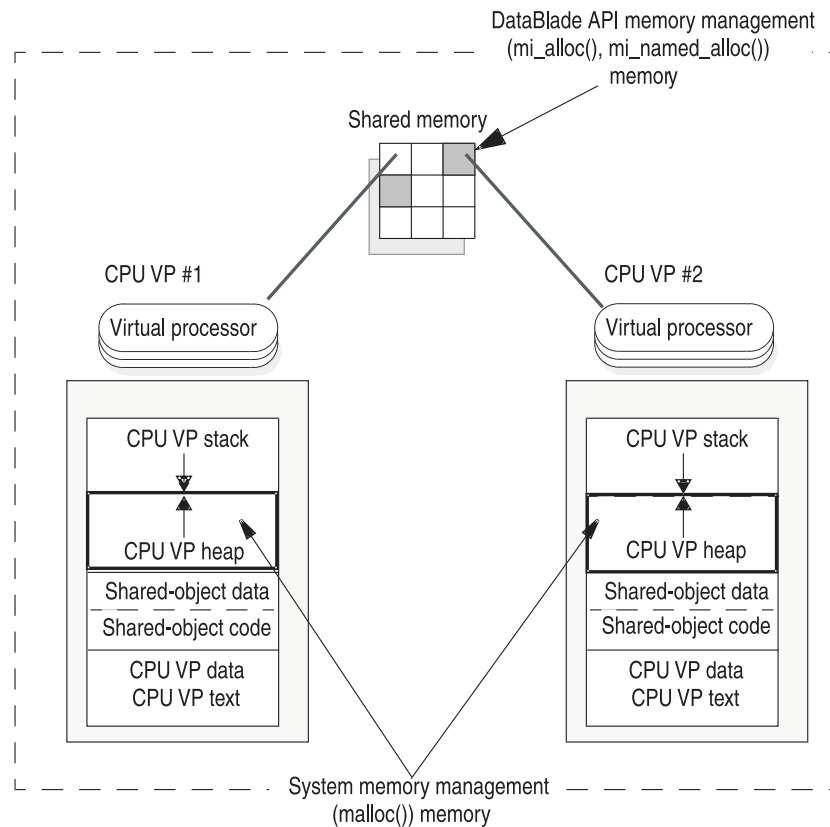 DataBlade API memory management
(mi_alloc(), mi_named_alloc())
memory
Shared memory
CPU VP #1
CPU VP #2
Virtual processor
Virtual processor
CPU VP stack
CPU VP heap
Shared-object data
Shared-object code
CPU VP data
CPU VP text
CPU VP stack
CPU VP heap
Shared-object data
Shared-object code
CPU VP data
CPU VP text
System memory management
(malloc()) memory